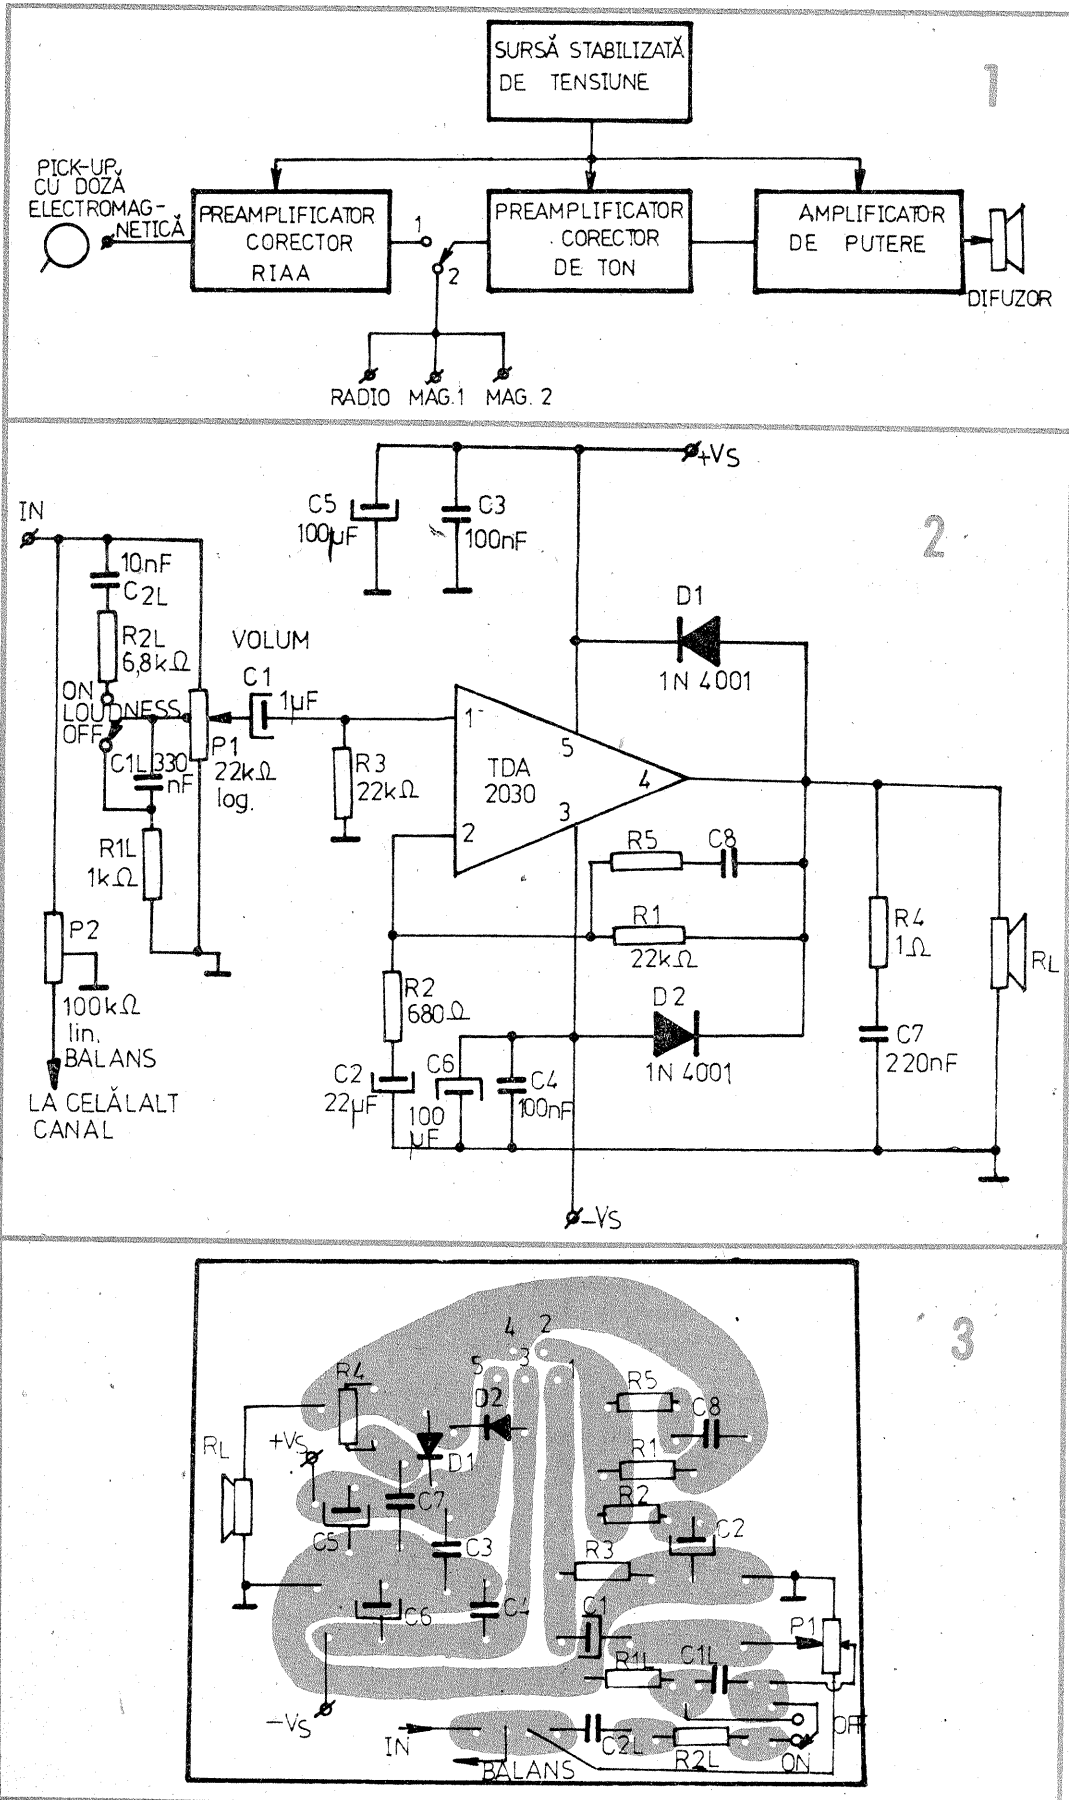 SURSĂ STABILIZATĂ
DE TENSIUNE
1
PICK-UP
CU DOZĂ
ELECTROMAG-
NETICĂ
PREAMPLIFICATOR
CORECTOR
RIAA
1
2
PREAMPLIFICATOR
CORECTOR
DE TON
AMPLIFICATOR
DE PUTERE
DIFUZOR
RADIO MAG.1 MAG. 2
+VS
IN
C5
100µF
C3
100nF
2
10nF
C2L
R2L
6,8kΩ
ON
LOUDNESS
OFF
VOLUM
C1
1µF
D1
1N 4001
C1L 330
nF
P1
22kΩ
log.
R3
22kΩ
1
2
TDA
2030
5
3
4
R1L
1kΩ
R5
C8
R1
22kΩ
R4
1Ω
RL
P2
100kΩ
lin.
BALANS
LA CELĂLALT
CANAL
R2
680Ω
C2
22µF
C6
100
µF
C4
100nF
D2
1N 4001
C7
220nF
-VS
3
4
2
5
3
1
R4
D2
R5
C8
RL
+VS
D1
R1
C7
R2
C5
C3
C2
R3
C6
C4
C1
P1
R1L
C1L
-VS
IN
C2L
R2L
OFF
ON
BALANS